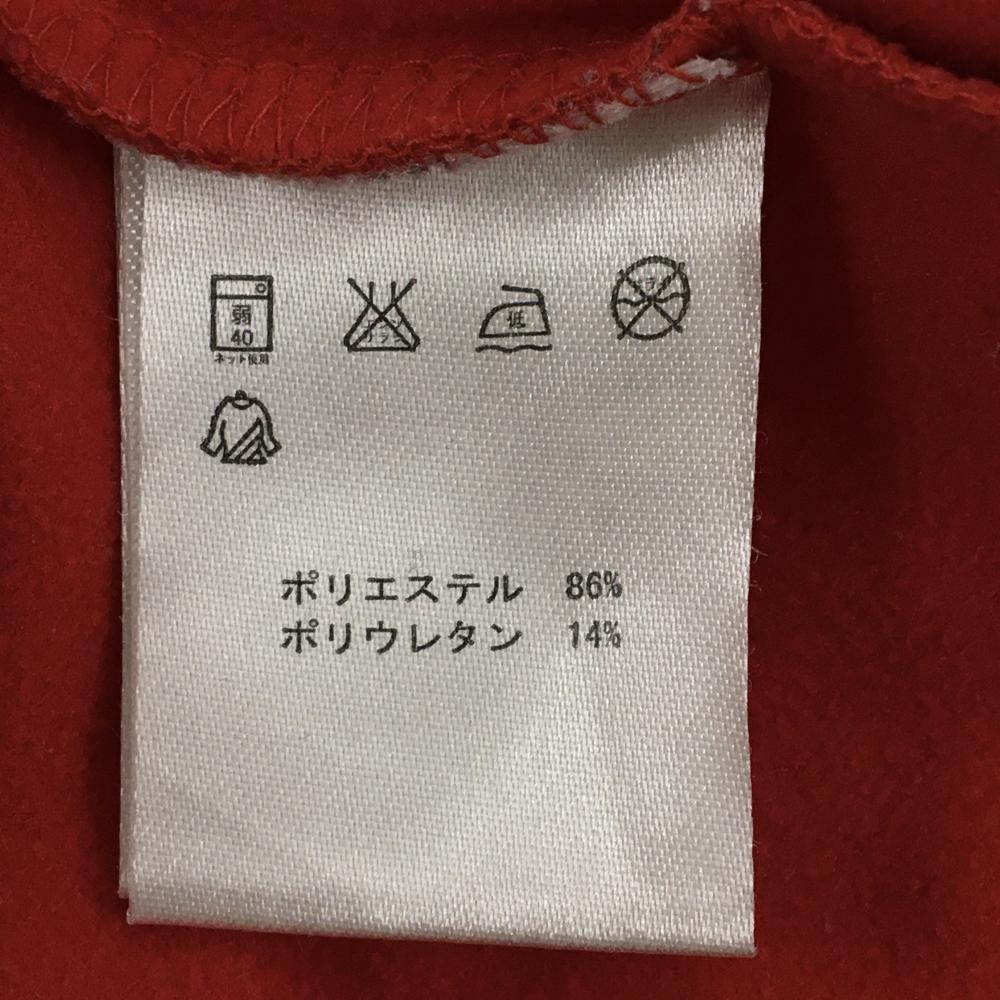 弱
40
ネット使用
低
ポリエステル 86%
ポリウレタン 14%